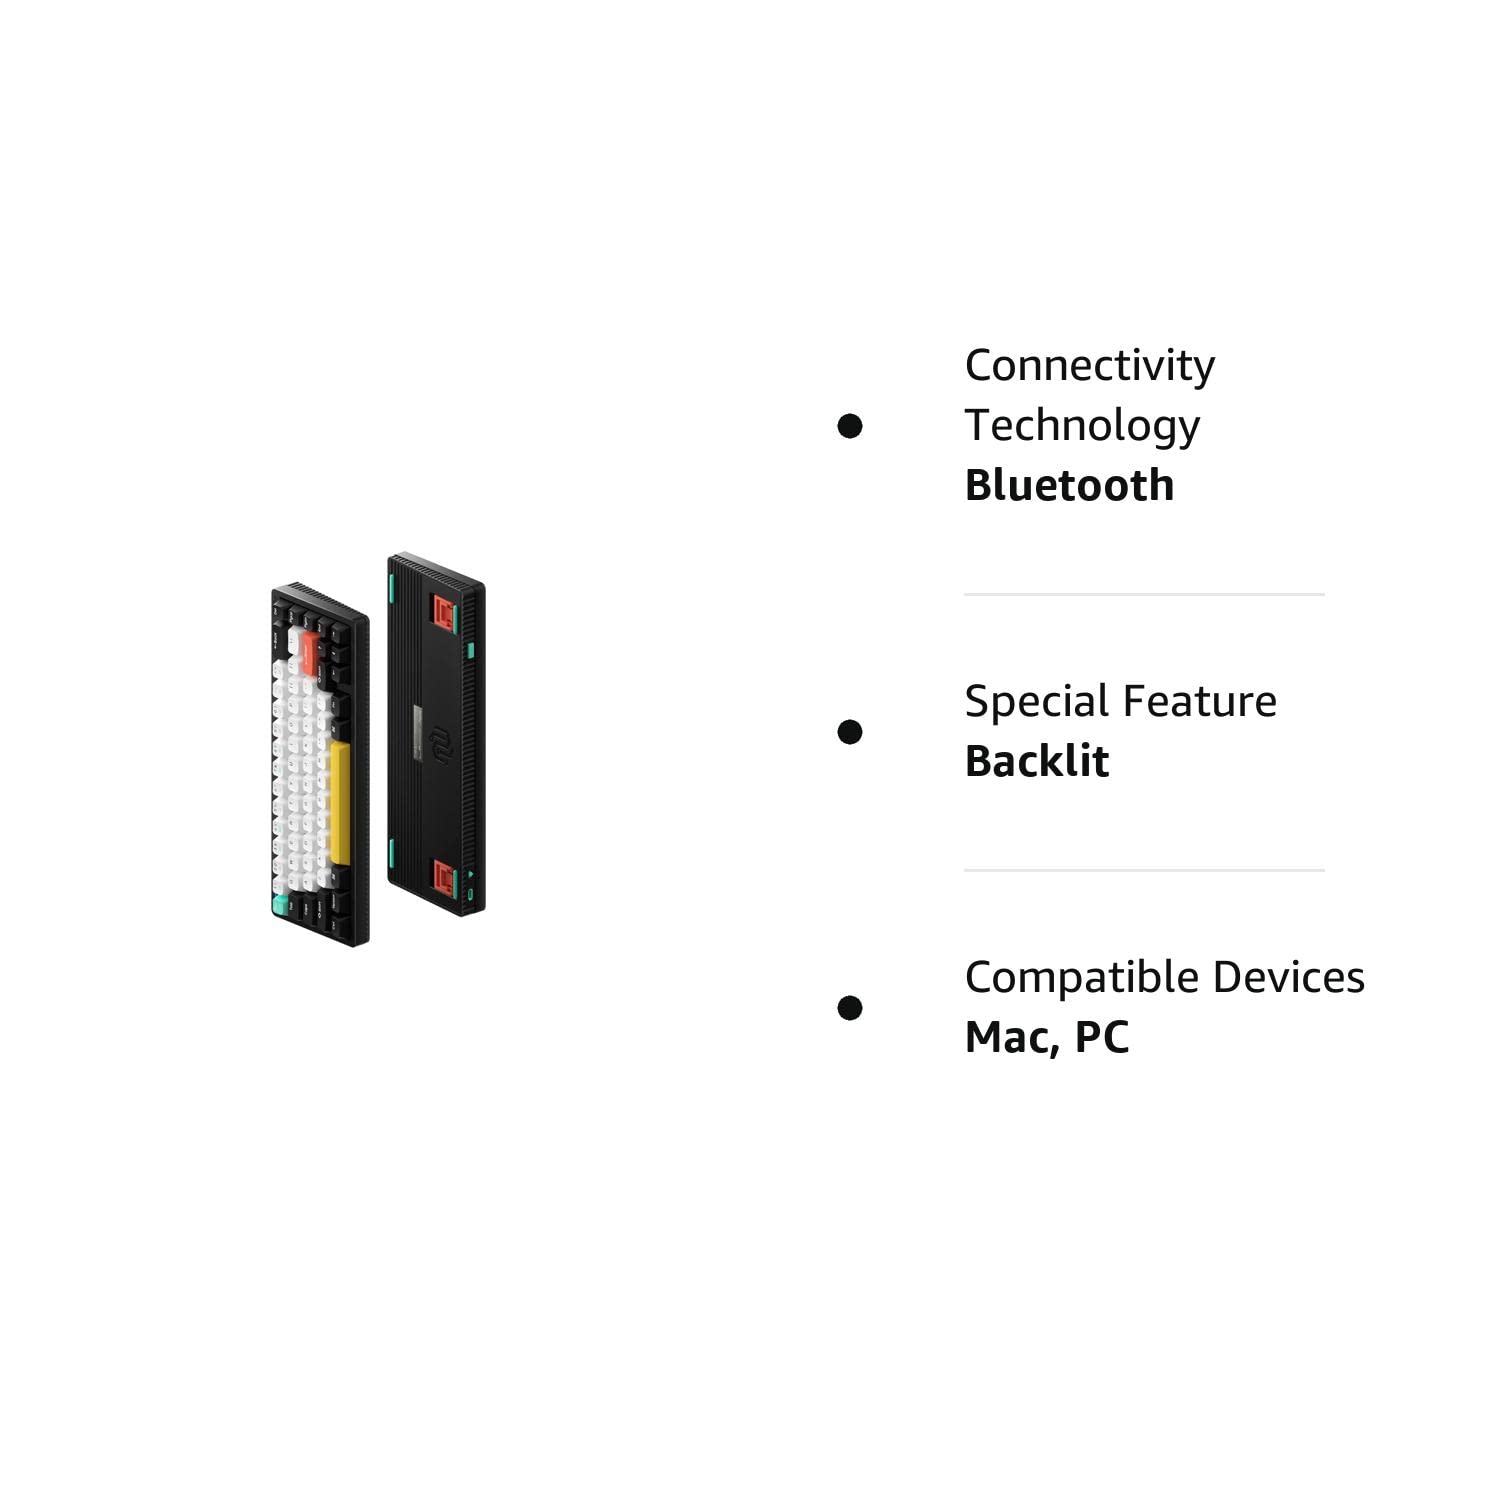 Connectivity
Technology
Bluetooth
Special Feature
Backlit
Compatible Devices
Mac, PC